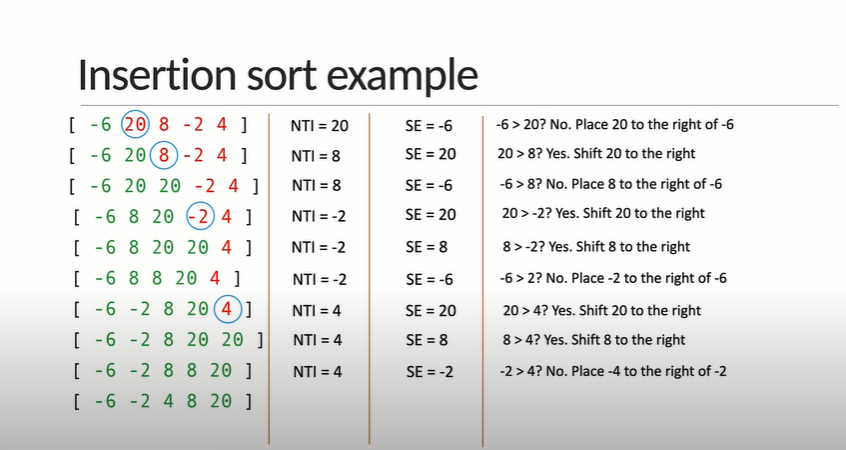 Insertion sort example
[ -6 20 8 -2 4 ] NTI = 20 SE = -6 -6 > 20? No. Place 20 to the right of -6
[ -6 20 8 -2 4 ] NTI = 8 SE = 20 20 > 8? Yes. Shift 20 to the right
[ -6 20 20 -2 4 ] NTI = 8 SE = -6 -6 > 8? No. Place 8 to the right of -6
[ -6 8 20 -2 4 ] NTI = -2 SE = 20 20 > -2? Yes. Shift 20 to the right
[ -6 8 20 20 4 ] NTI = -2 SE = 8 8 > -2? Yes. Shift 8 to the right
[ -6 8 8 20 4 ] NTI = -2 SE = -6 -6 > 2? No. Place -2 to the right of -6
[ -6 -2 8 20 4 ] NTI = 4 SE = 20 20 > 4? Yes. Shift 20 to the right
[ -6 -2 8 20 20 ] NTI = 4 SE = 8 8 > 4? Yes. Shift 8 to the right
[ -6 -2 8 8 20 ] NTI = 4 SE = -2 -2 > 4? No. Place -4 to the right of -2
[ -6 -2 4 8 20 ]